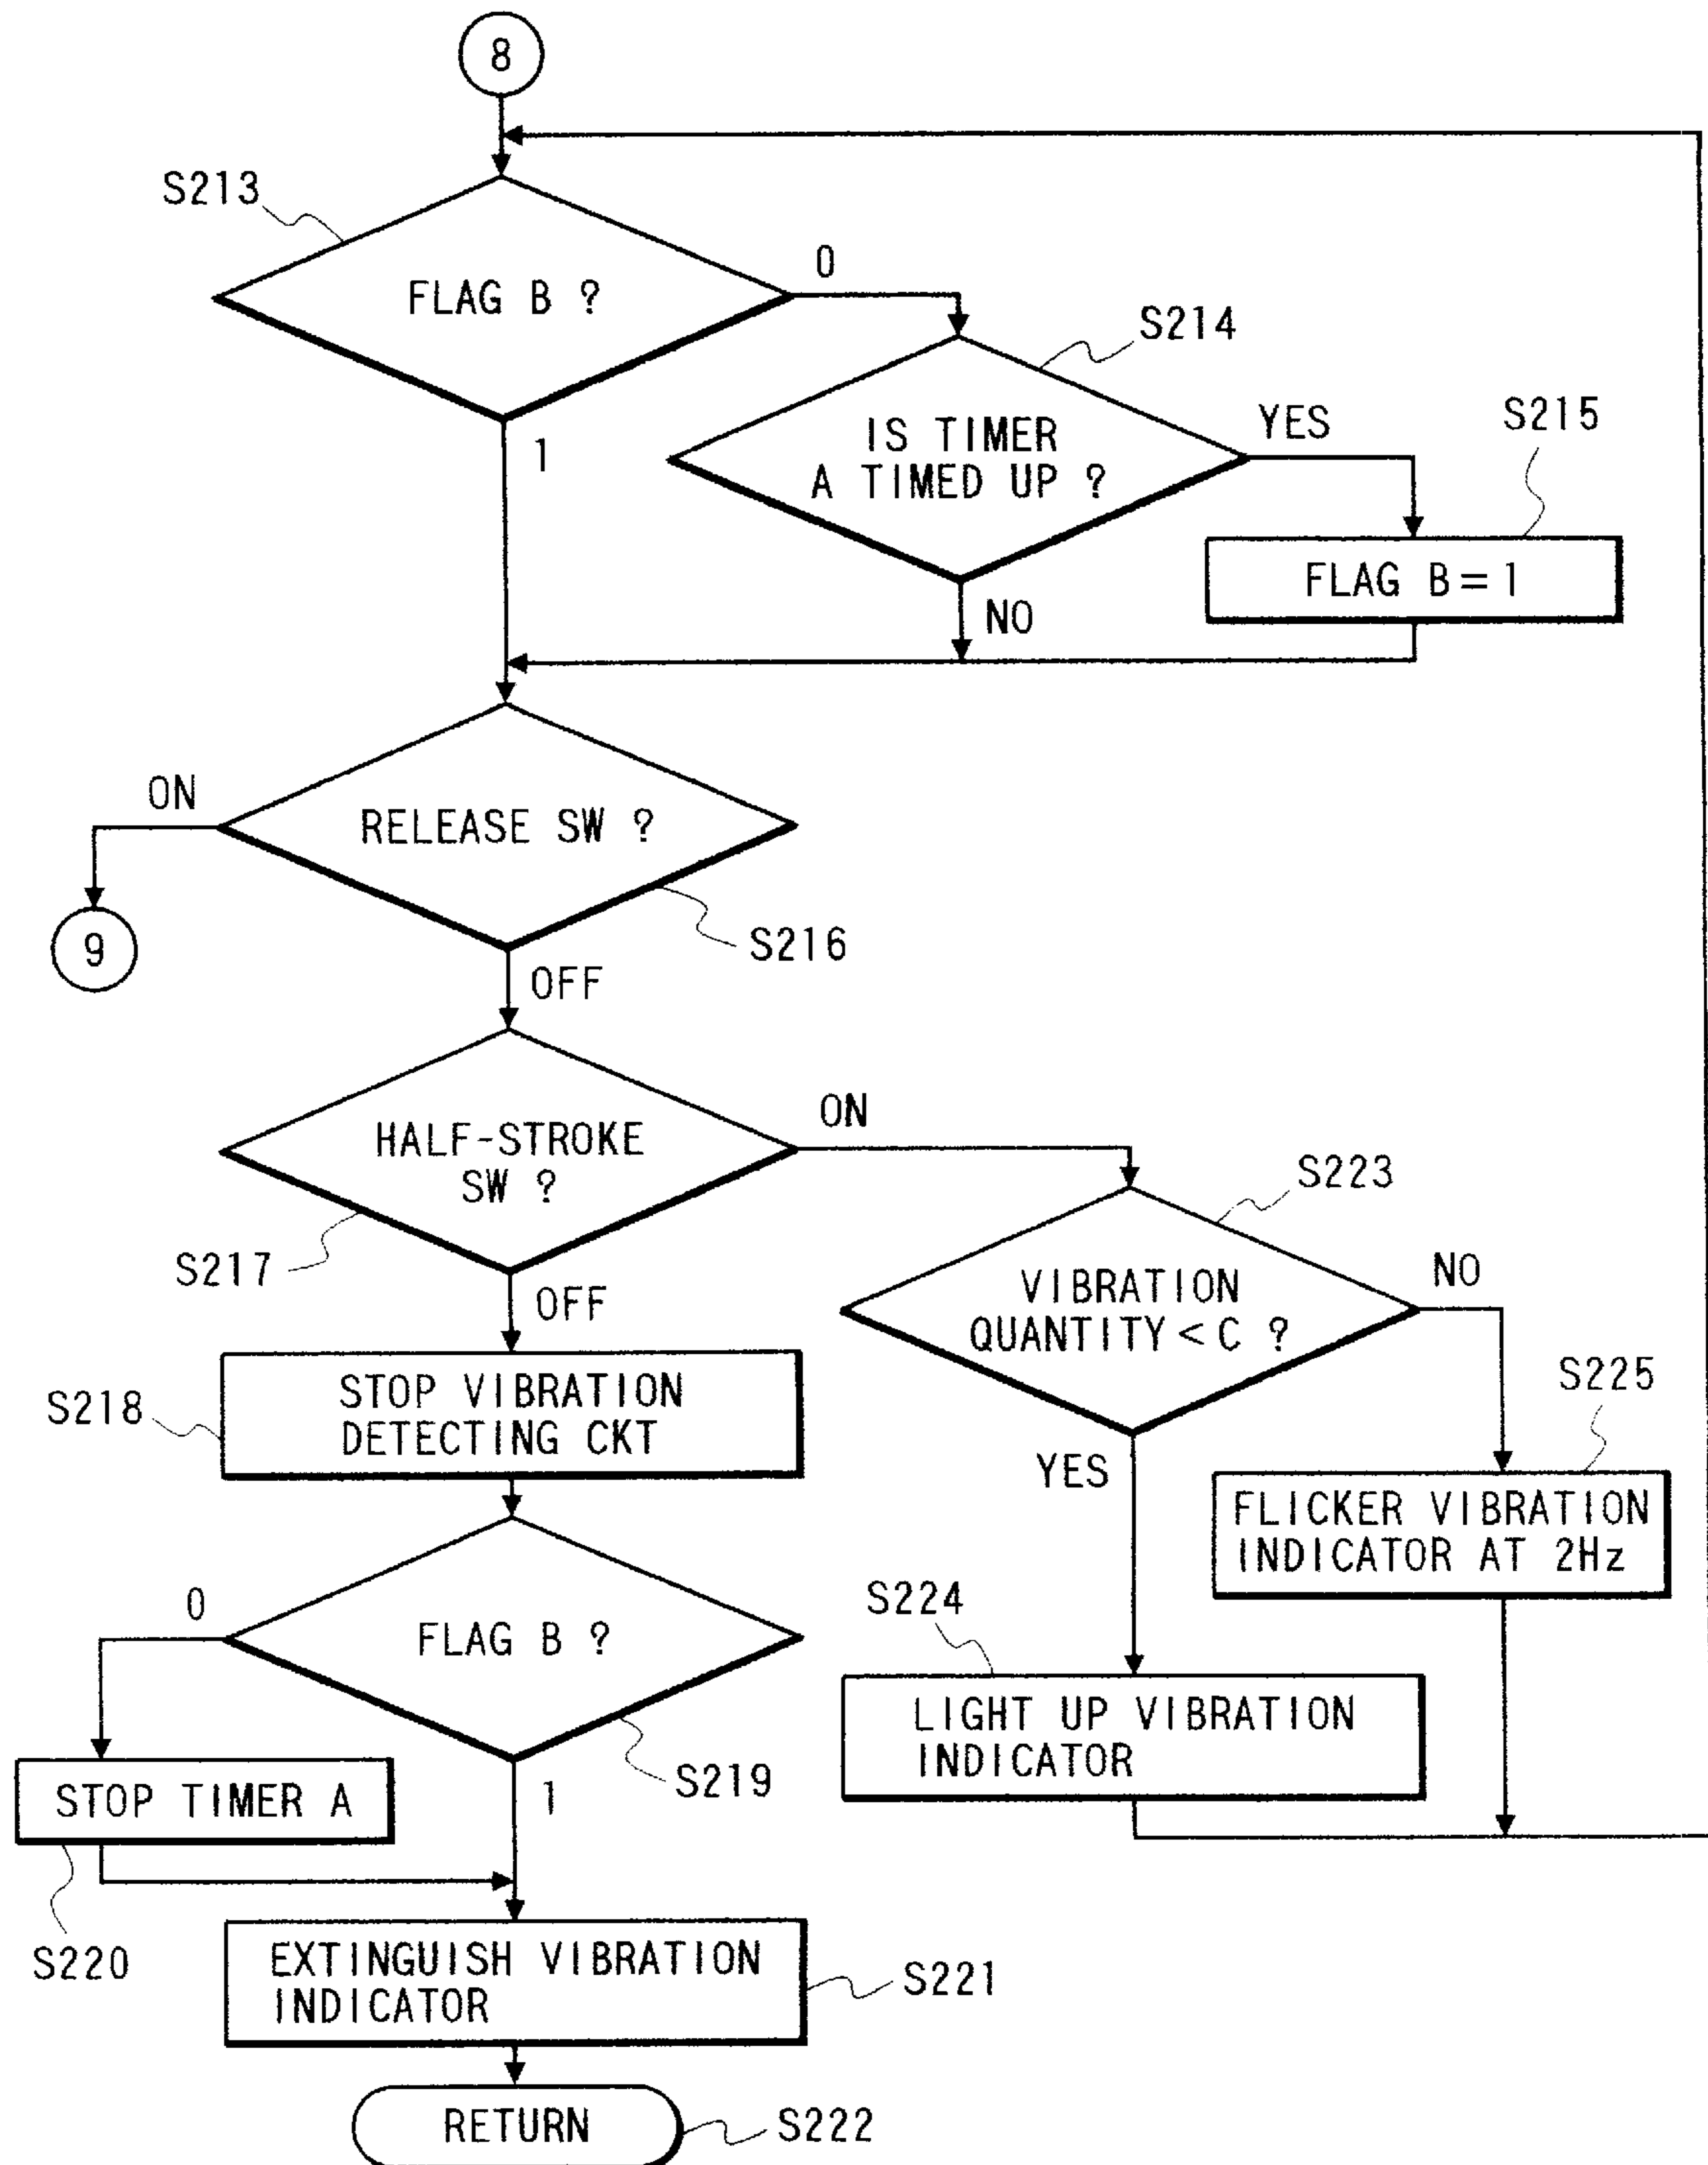 8
S213
FLAG B ?
0
1
S214
IS TIMER
A TIMED UP ?
YES
NO
S215
FLAG B = 1
ON
RELEASE SW ?
S216
9
OFF
HALF-STROKE
SW ?
ON
S217
OFF
S223
VIBRATION
QUANTITY < C ?
NO
YES
S225
FLICKER VIBRATION
INDICATOR AT 2Hz
S218
STOP VIBRATION
DETECTING CKT
S224
LIGHT UP VIBRATION
INDICATOR
0
FLAG B ?
S219
1
STOP TIMER A
S220
EXTINGUISH VIBRATION
INDICATOR
S221
RETURN
S222